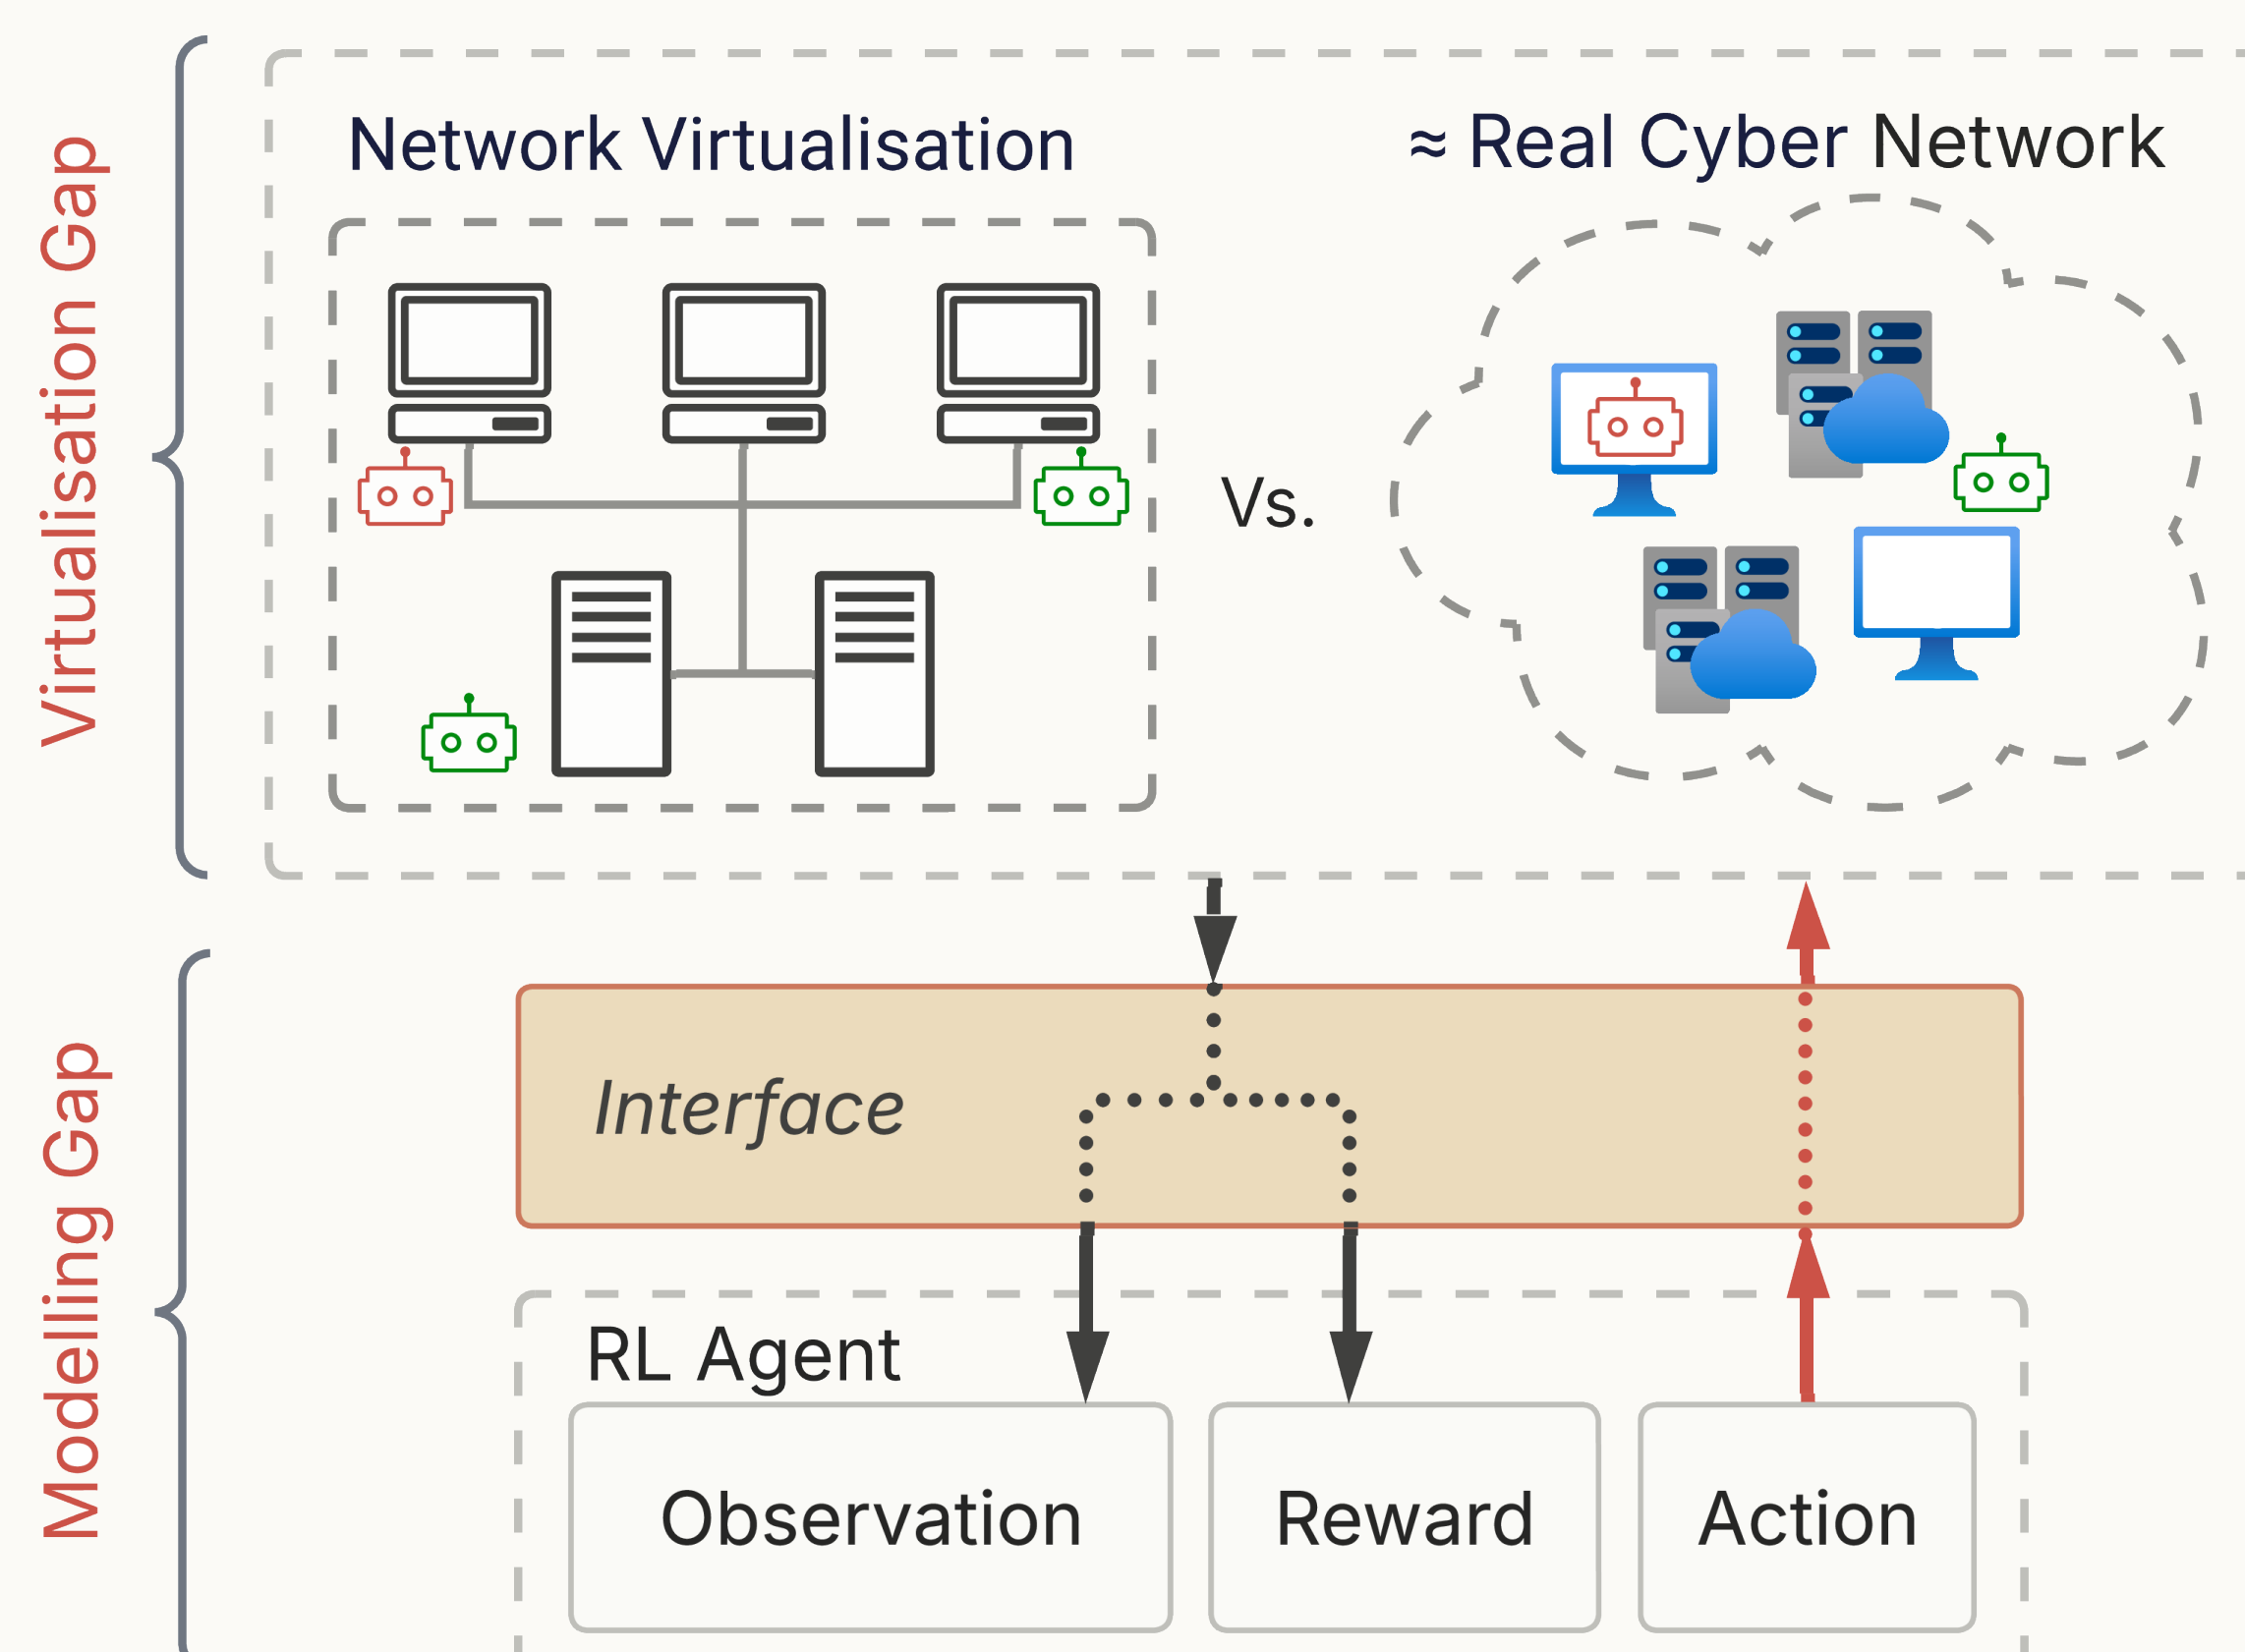 Virtualisation Gap
Network Virtualisation
≈ Real Cyber Network
Vs.
Modelling Gap
Interface
RL Agent
Observation
Reward
Action